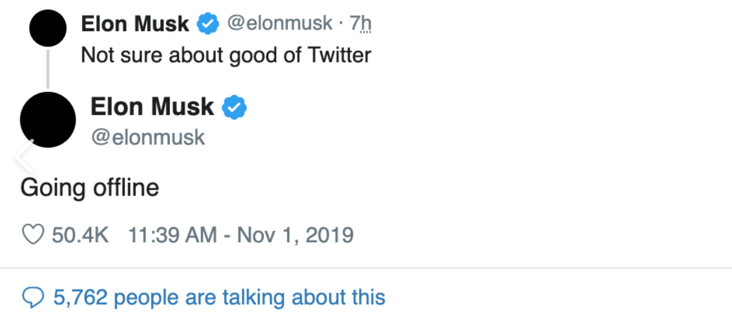 Elon Musk @elonmusk · 7h
Not sure about good of Twitter
Elon Musk
@elonmusk
Going offline
50.4K 11:39 AM - Nov 1, 2019
5,762 people are talking about this